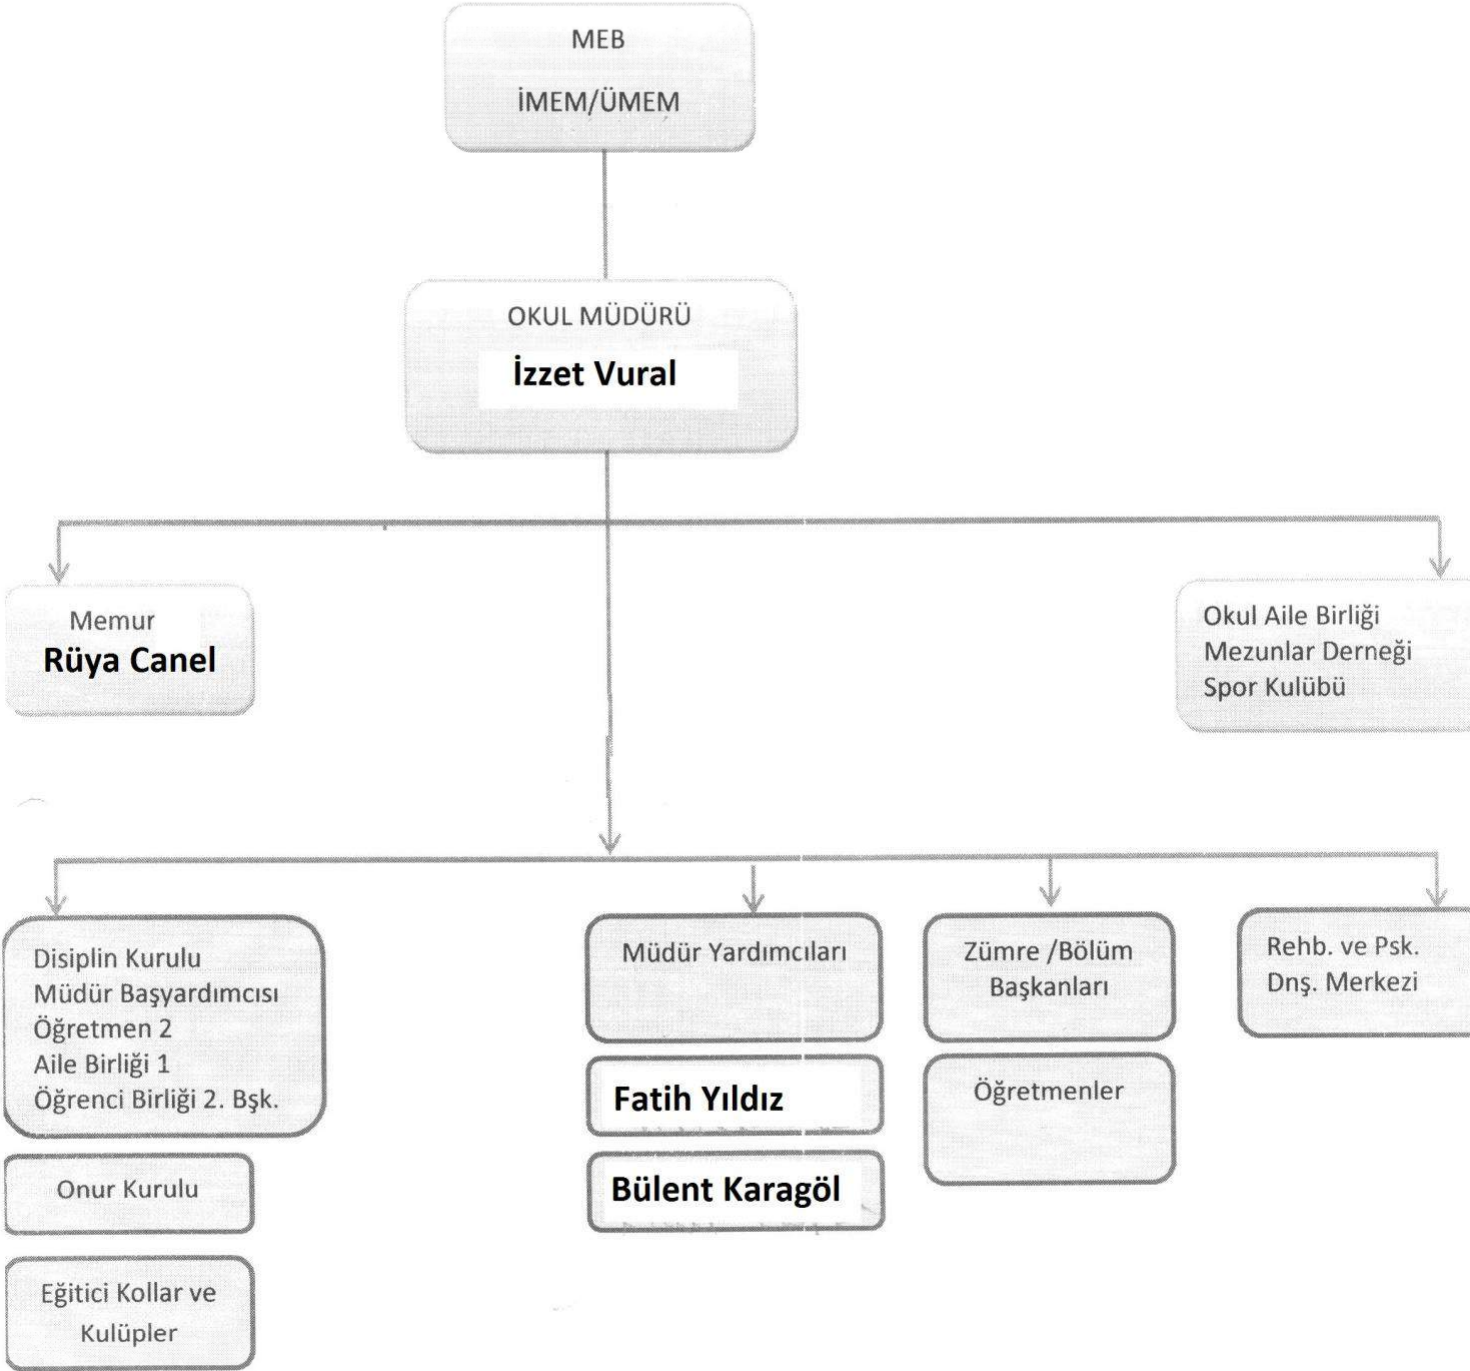 MEB
İMEM/ÜMEM
OKUL MÜDÜRÜ
İzzet Vural
Memur
Rüya Canel
Okul Aile Birliği
Mezunlar Derneği
Spor Kulübü
Disiplin Kurulu
Müdür Başyardımcısı
Öğretmen 2
Aile Birliği 1
Öğrenci Birliği 2. Bşk.
Onur Kurulu
Eğitici Kollar ve
Kulüpler
Müdür Yardımcıları
Fatih Yıldız
Bülent Karagöl
Zümre /Bölüm
Başkanları
Öğretmenler
Rehb. ve Psk.
Dnş. Merkezi